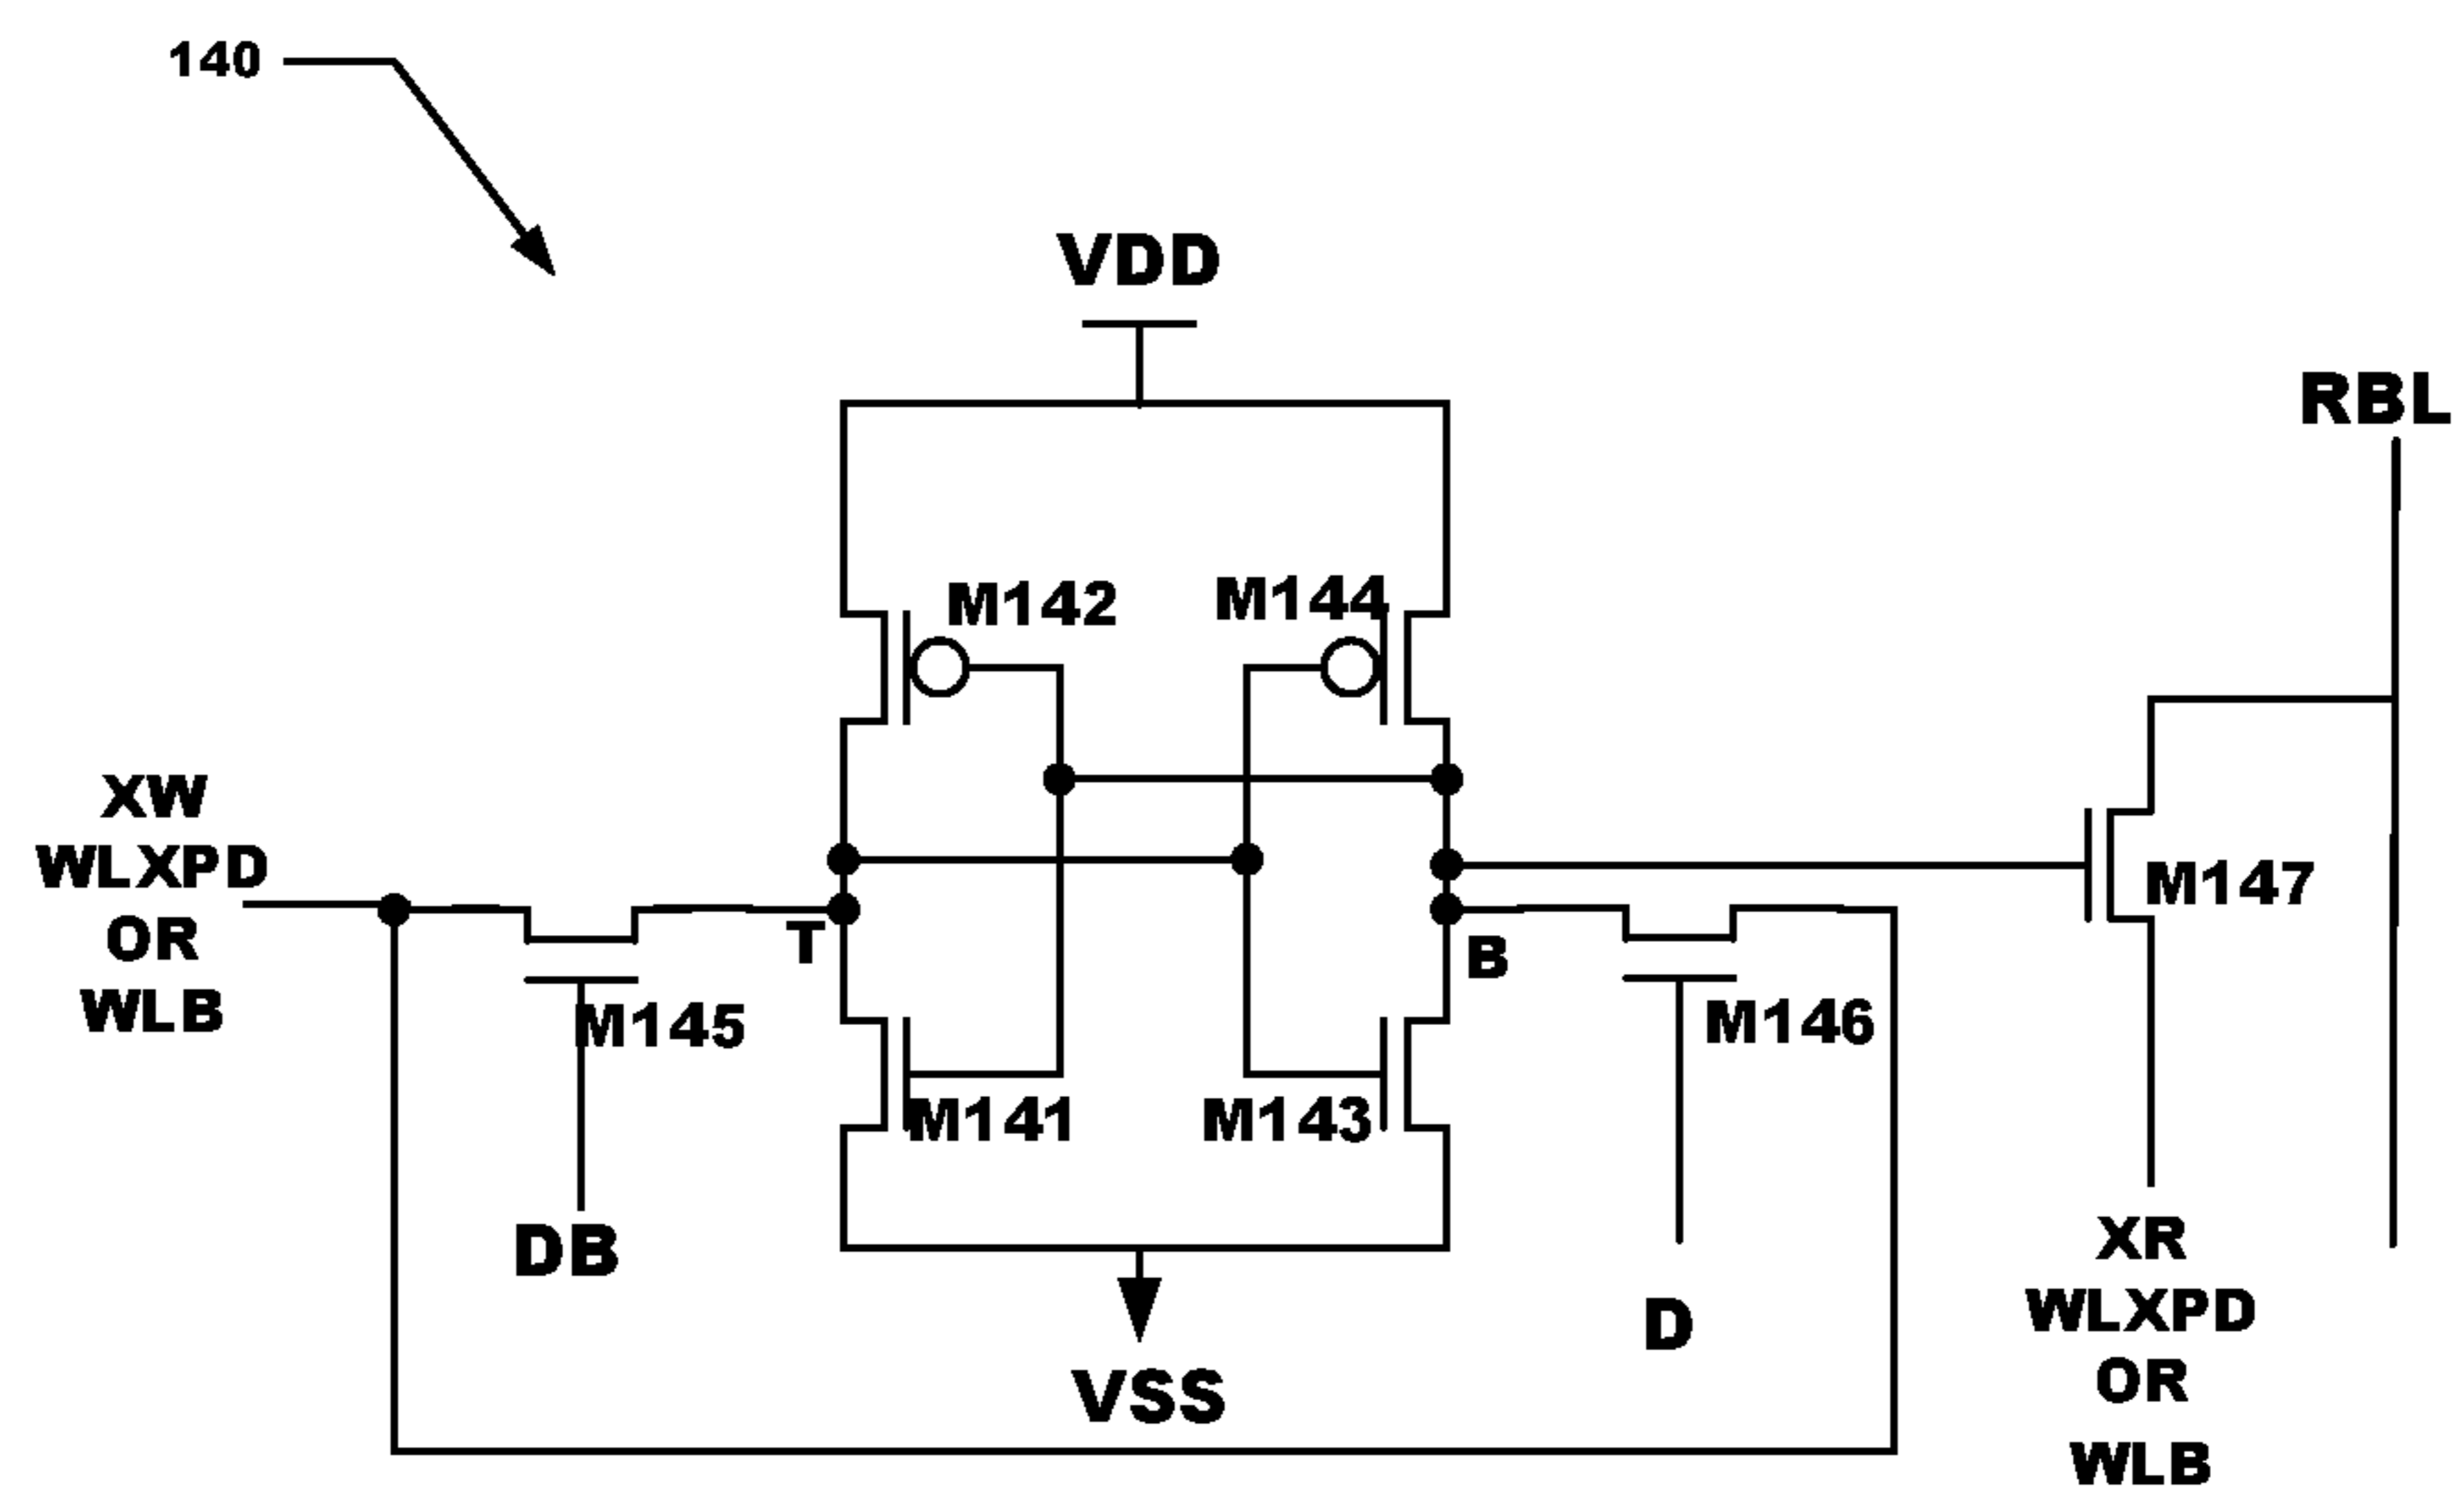 140
VDD
RBL
M142
M144
XW
WLXPD
OR
WLB
M147
T
B
M145
M146
M141
M143
DB
D
VSS
XR
WLXPD
OR
WLB